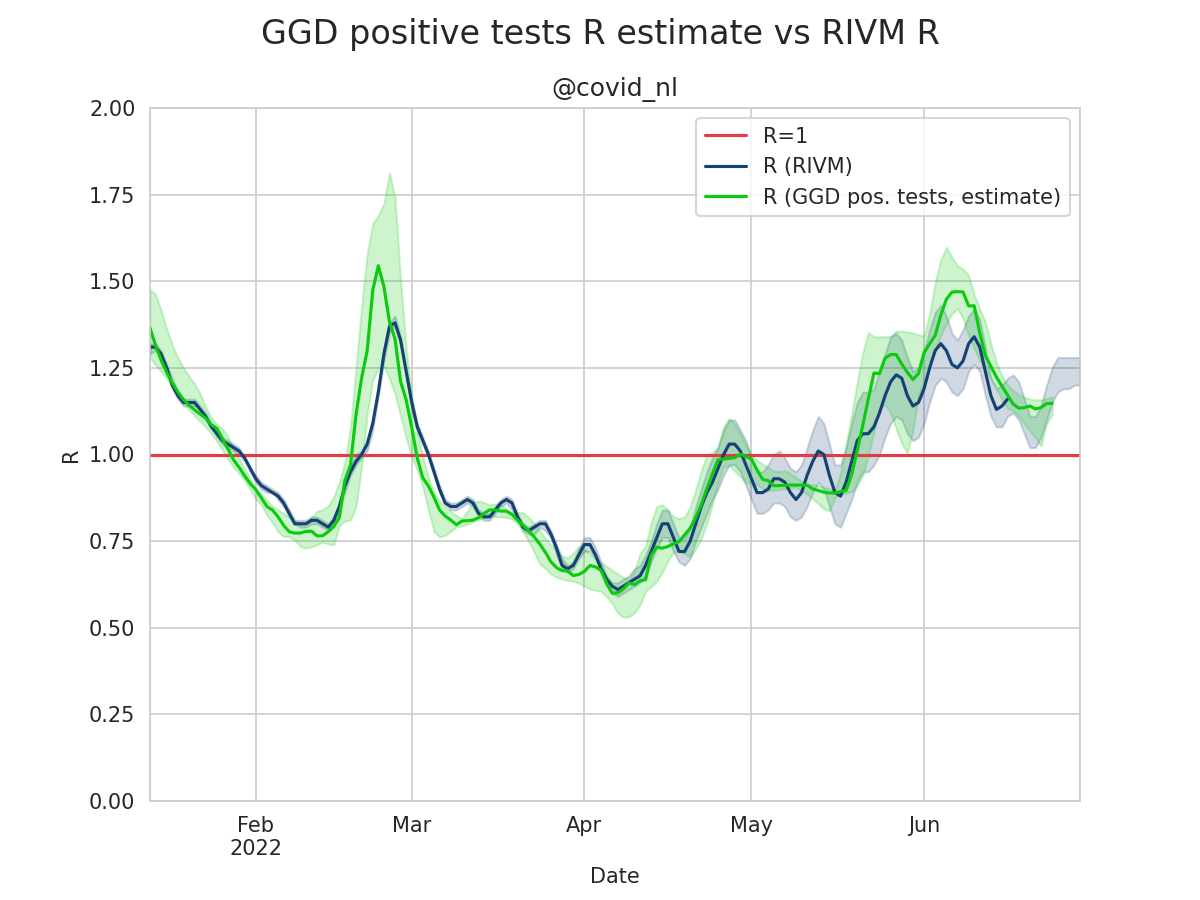 GGD positive tests R estimate vs RIVM R
@covid_nl
R=1
R (RIVM)
R (GGD pos. tests, estimate)
R
2.00
1.75
1.50
1.25
1.00
0.75
0.50
0.25
0.00
Feb
2022
Mar
Apr
May
Jun
Date